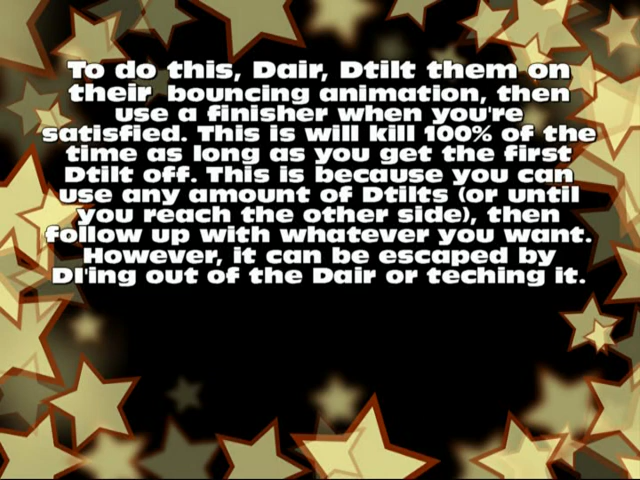 To do this, Dair, Dtilt them on
their bouncing animation, then
use a finisher when you're
satisfied. This is will kill 100% of the
time as long as you get the first
Dtilt off. This is because you can
use any amount of Dtilts (or until
you reach the other side), then
follow up with whatever you want.
However, it can be escaped by
DI'ing out of the Dair or teching it.